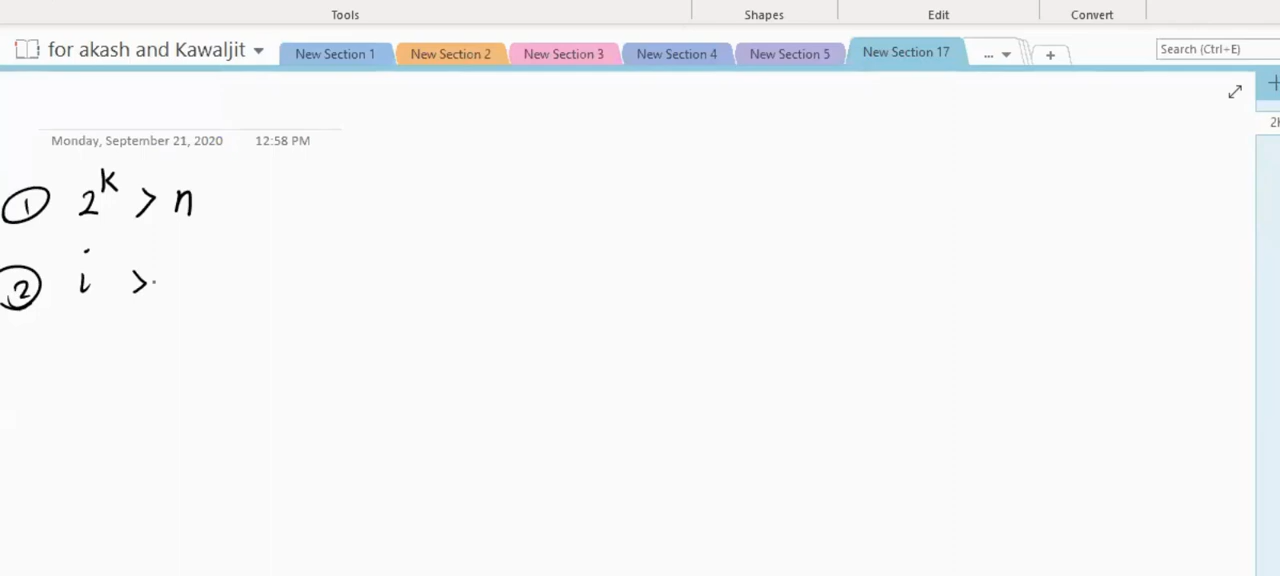 Tools Shapes Edit Convert
for akash and Kawaljit New Section 1 New Section 2 New Section 3 New Section 4 New Section 5 New Section 17 ... + Search (Ctrl+E)
Monday, September 21, 2020 12:58 PM
① 2^k > n
② i >